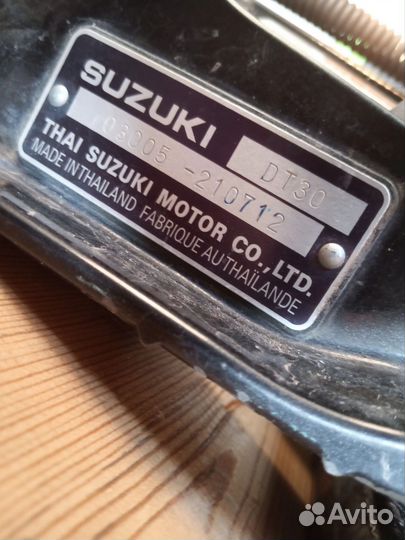 SUZUKI
DT30
03005-210712
THAI SUZUKI MOTOR CO.,LTD.
MADE IN THAILAND FABRIQUE AU THAÏLANDE
Avito